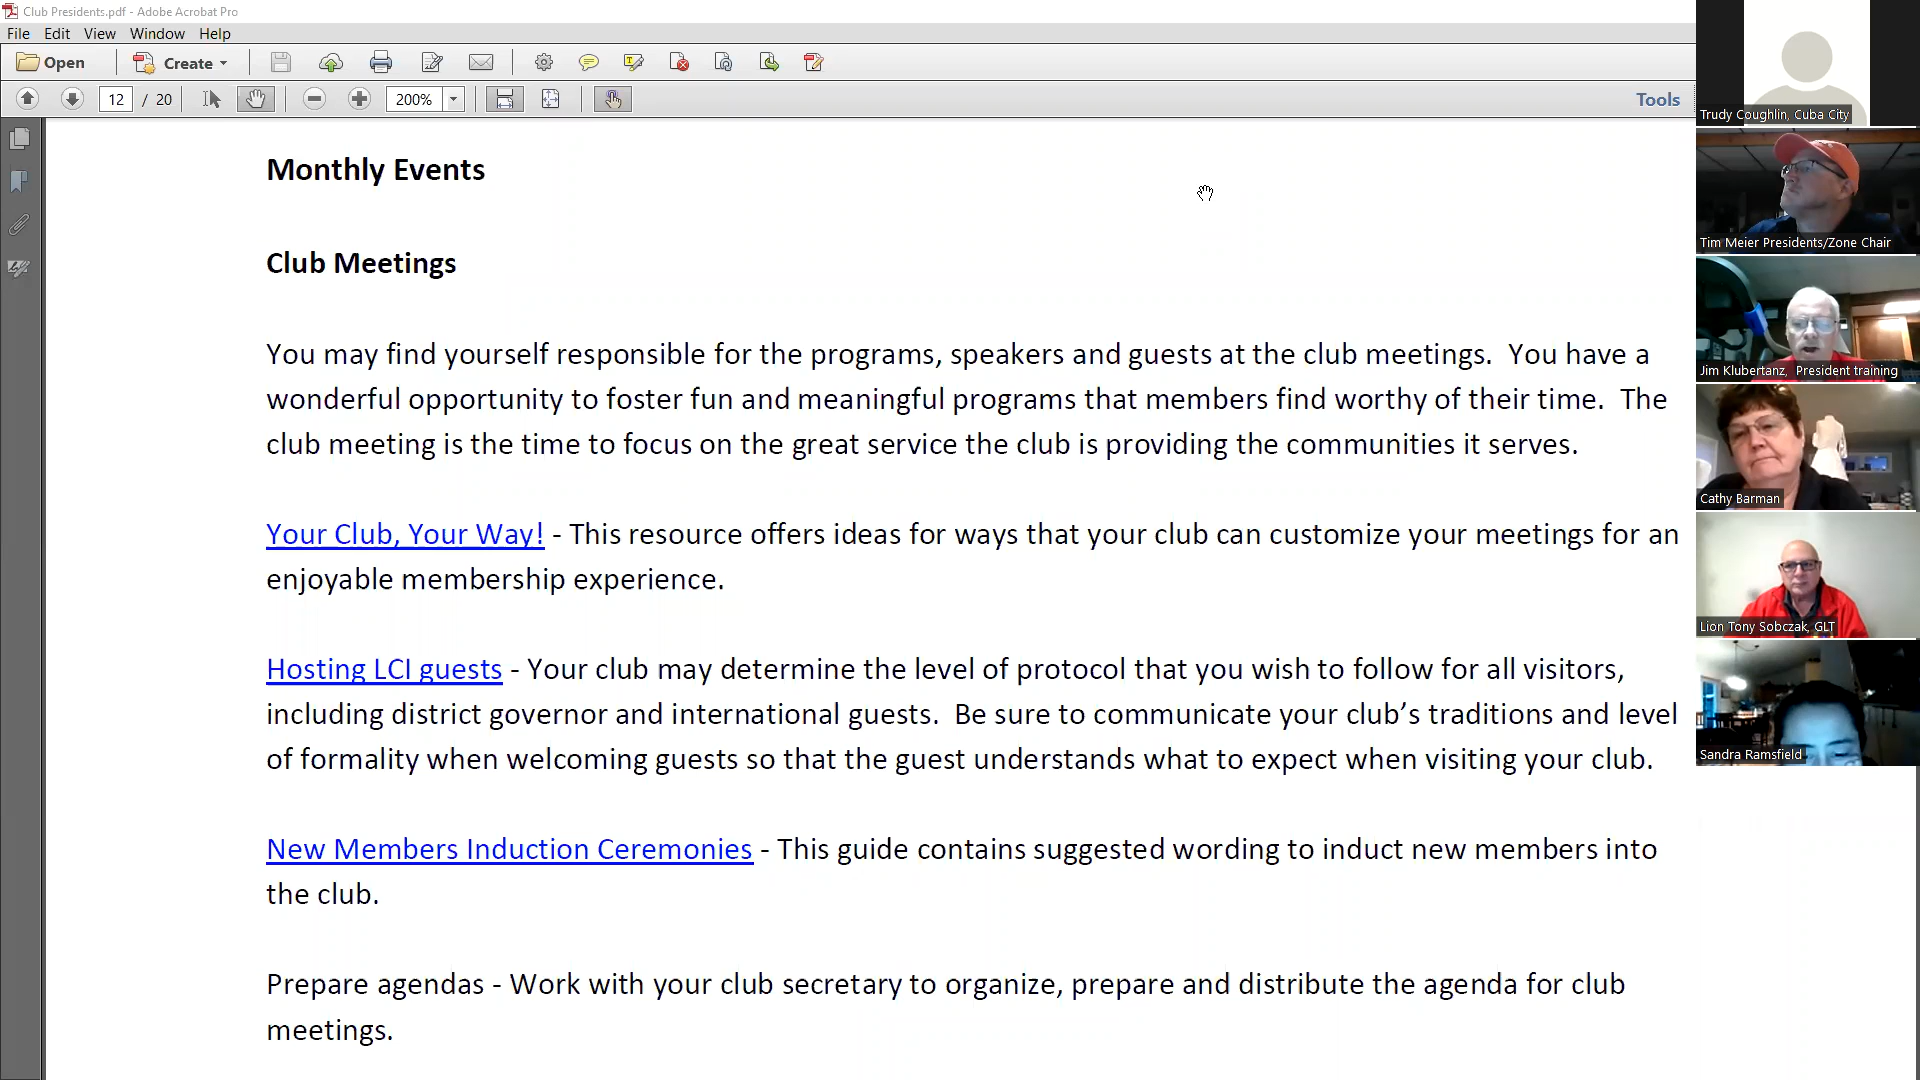 Club Presidents.pdf - Adobe Acrobat Pro
File Edit View Window Help
Open Create
12 / 20 200% Tools
Monthly Events
Club Meetings
You may find yourself responsible for the programs, speakers and guests at the club meetings.  You have a
wonderful opportunity to foster fun and meaningful programs that members find worthy of their time.  The
club meeting is the time to focus on the great service the club is providing the communities it serves.
Your Club, Your Way! - This resource offers ideas for ways that your club can customize your meetings for an
enjoyable membership experience.
Hosting LCI guests - Your club may determine the level of protocol that you wish to follow for all visitors,
including district governor and international guests.  Be sure to communicate your club’s traditions and level
of formality when welcoming guests so that the guest understands what to expect when visiting your club.
New Members Induction Ceremonies - This guide contains suggested wording to induct new members into
the club.
Prepare agendas - Work with your club secretary to organize, prepare and distribute the agenda for club
meetings.
Trudy Coughlin, Cuba City
Tim Meier Presidents/Zone Chair
Jim Klubertanz, President training
Cathy Barman
Lion Tony Sobczak, GLT
Sandra Ramsfield